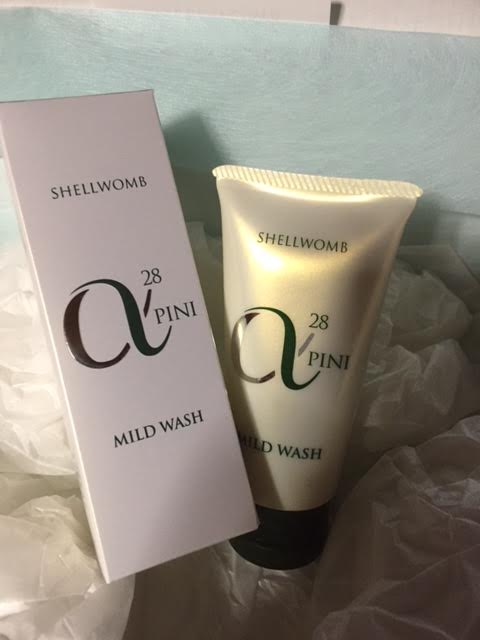 SHELLWOMB
α 28
PINI
MILD WASH
SHELLWOMB
α 28
PINI
MILD WASH